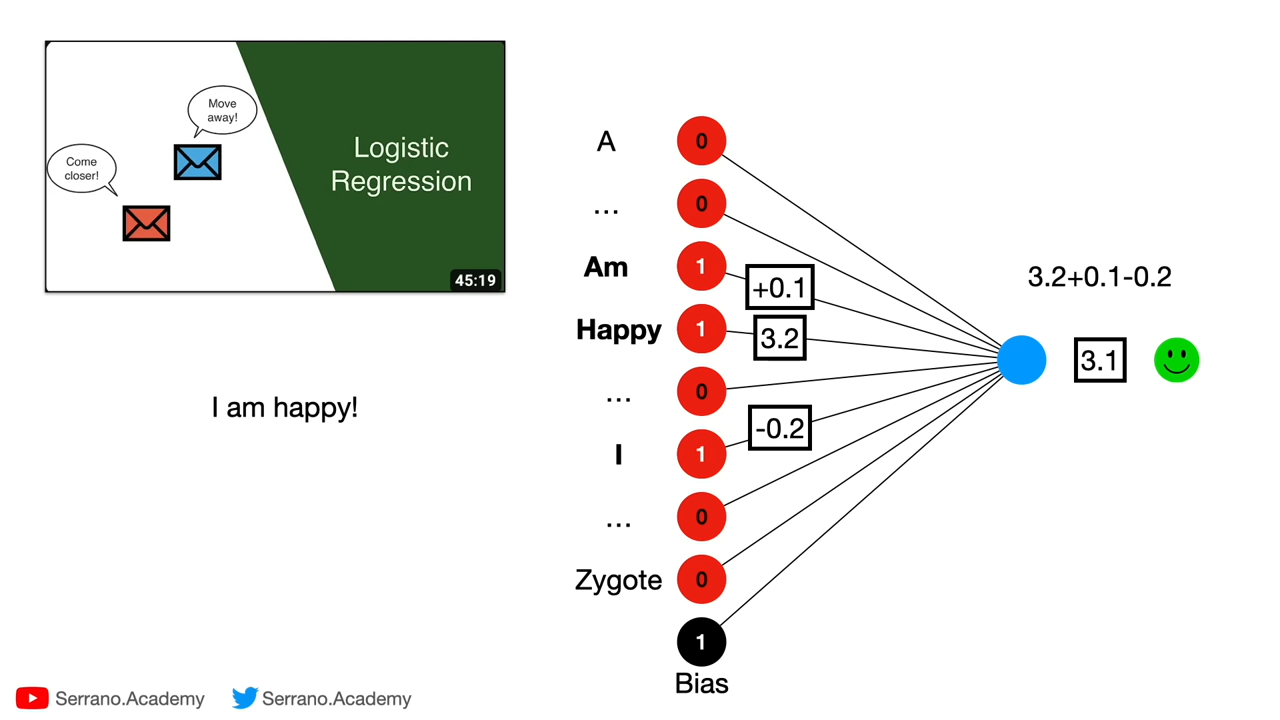 Move
away!
Come
closer!
Logistic
Regression
45:19
I am happy!
A
0
...
0
Am
1
+0.1
Happy
1
3.2
...
0
I
1
-0.2
...
0
Zygote
0
1
Bias
3.2+0.1-0.2
3.1
Serrano.Academy
Serrano.Academy